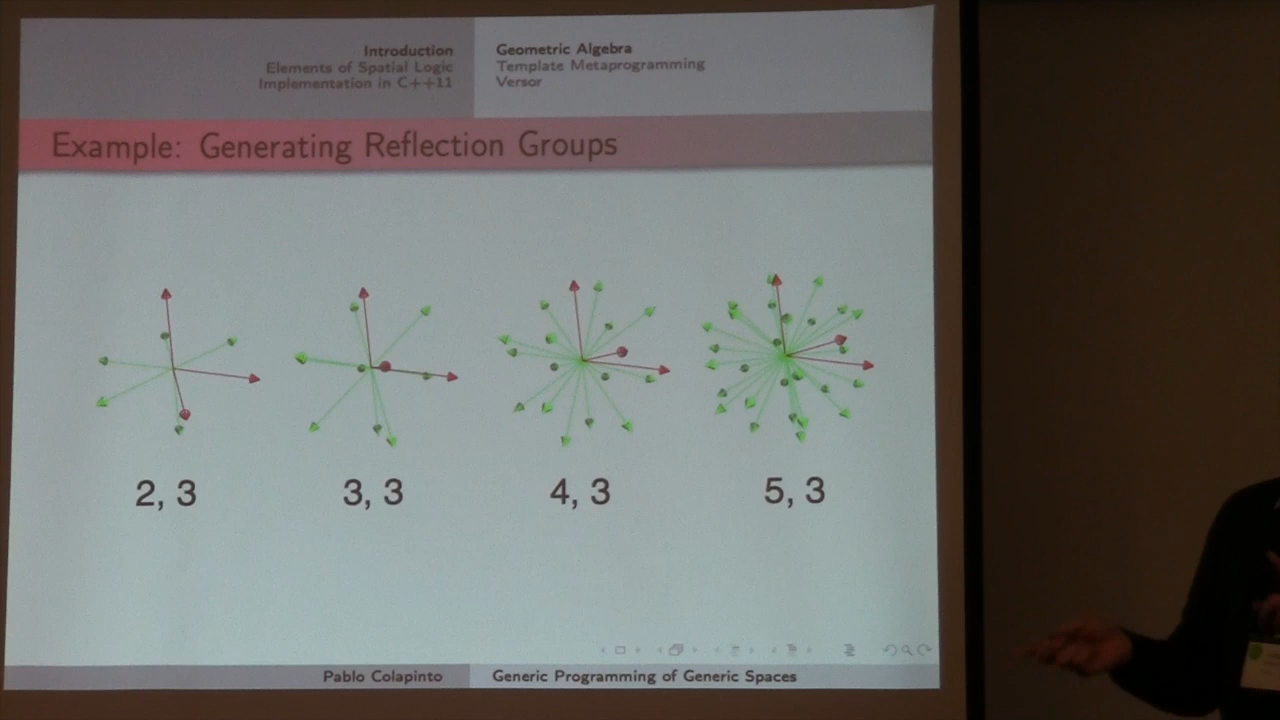 Introduction
Elements of Spatial Logic
Implementation in C++11
Geometric Algebra
Template Metaprogramming
Versor
Example: Generating Reflection Groups
2, 3
3, 3
4, 3
5, 3
Pablo Colapinto
Generic Programming of Generic Spaces